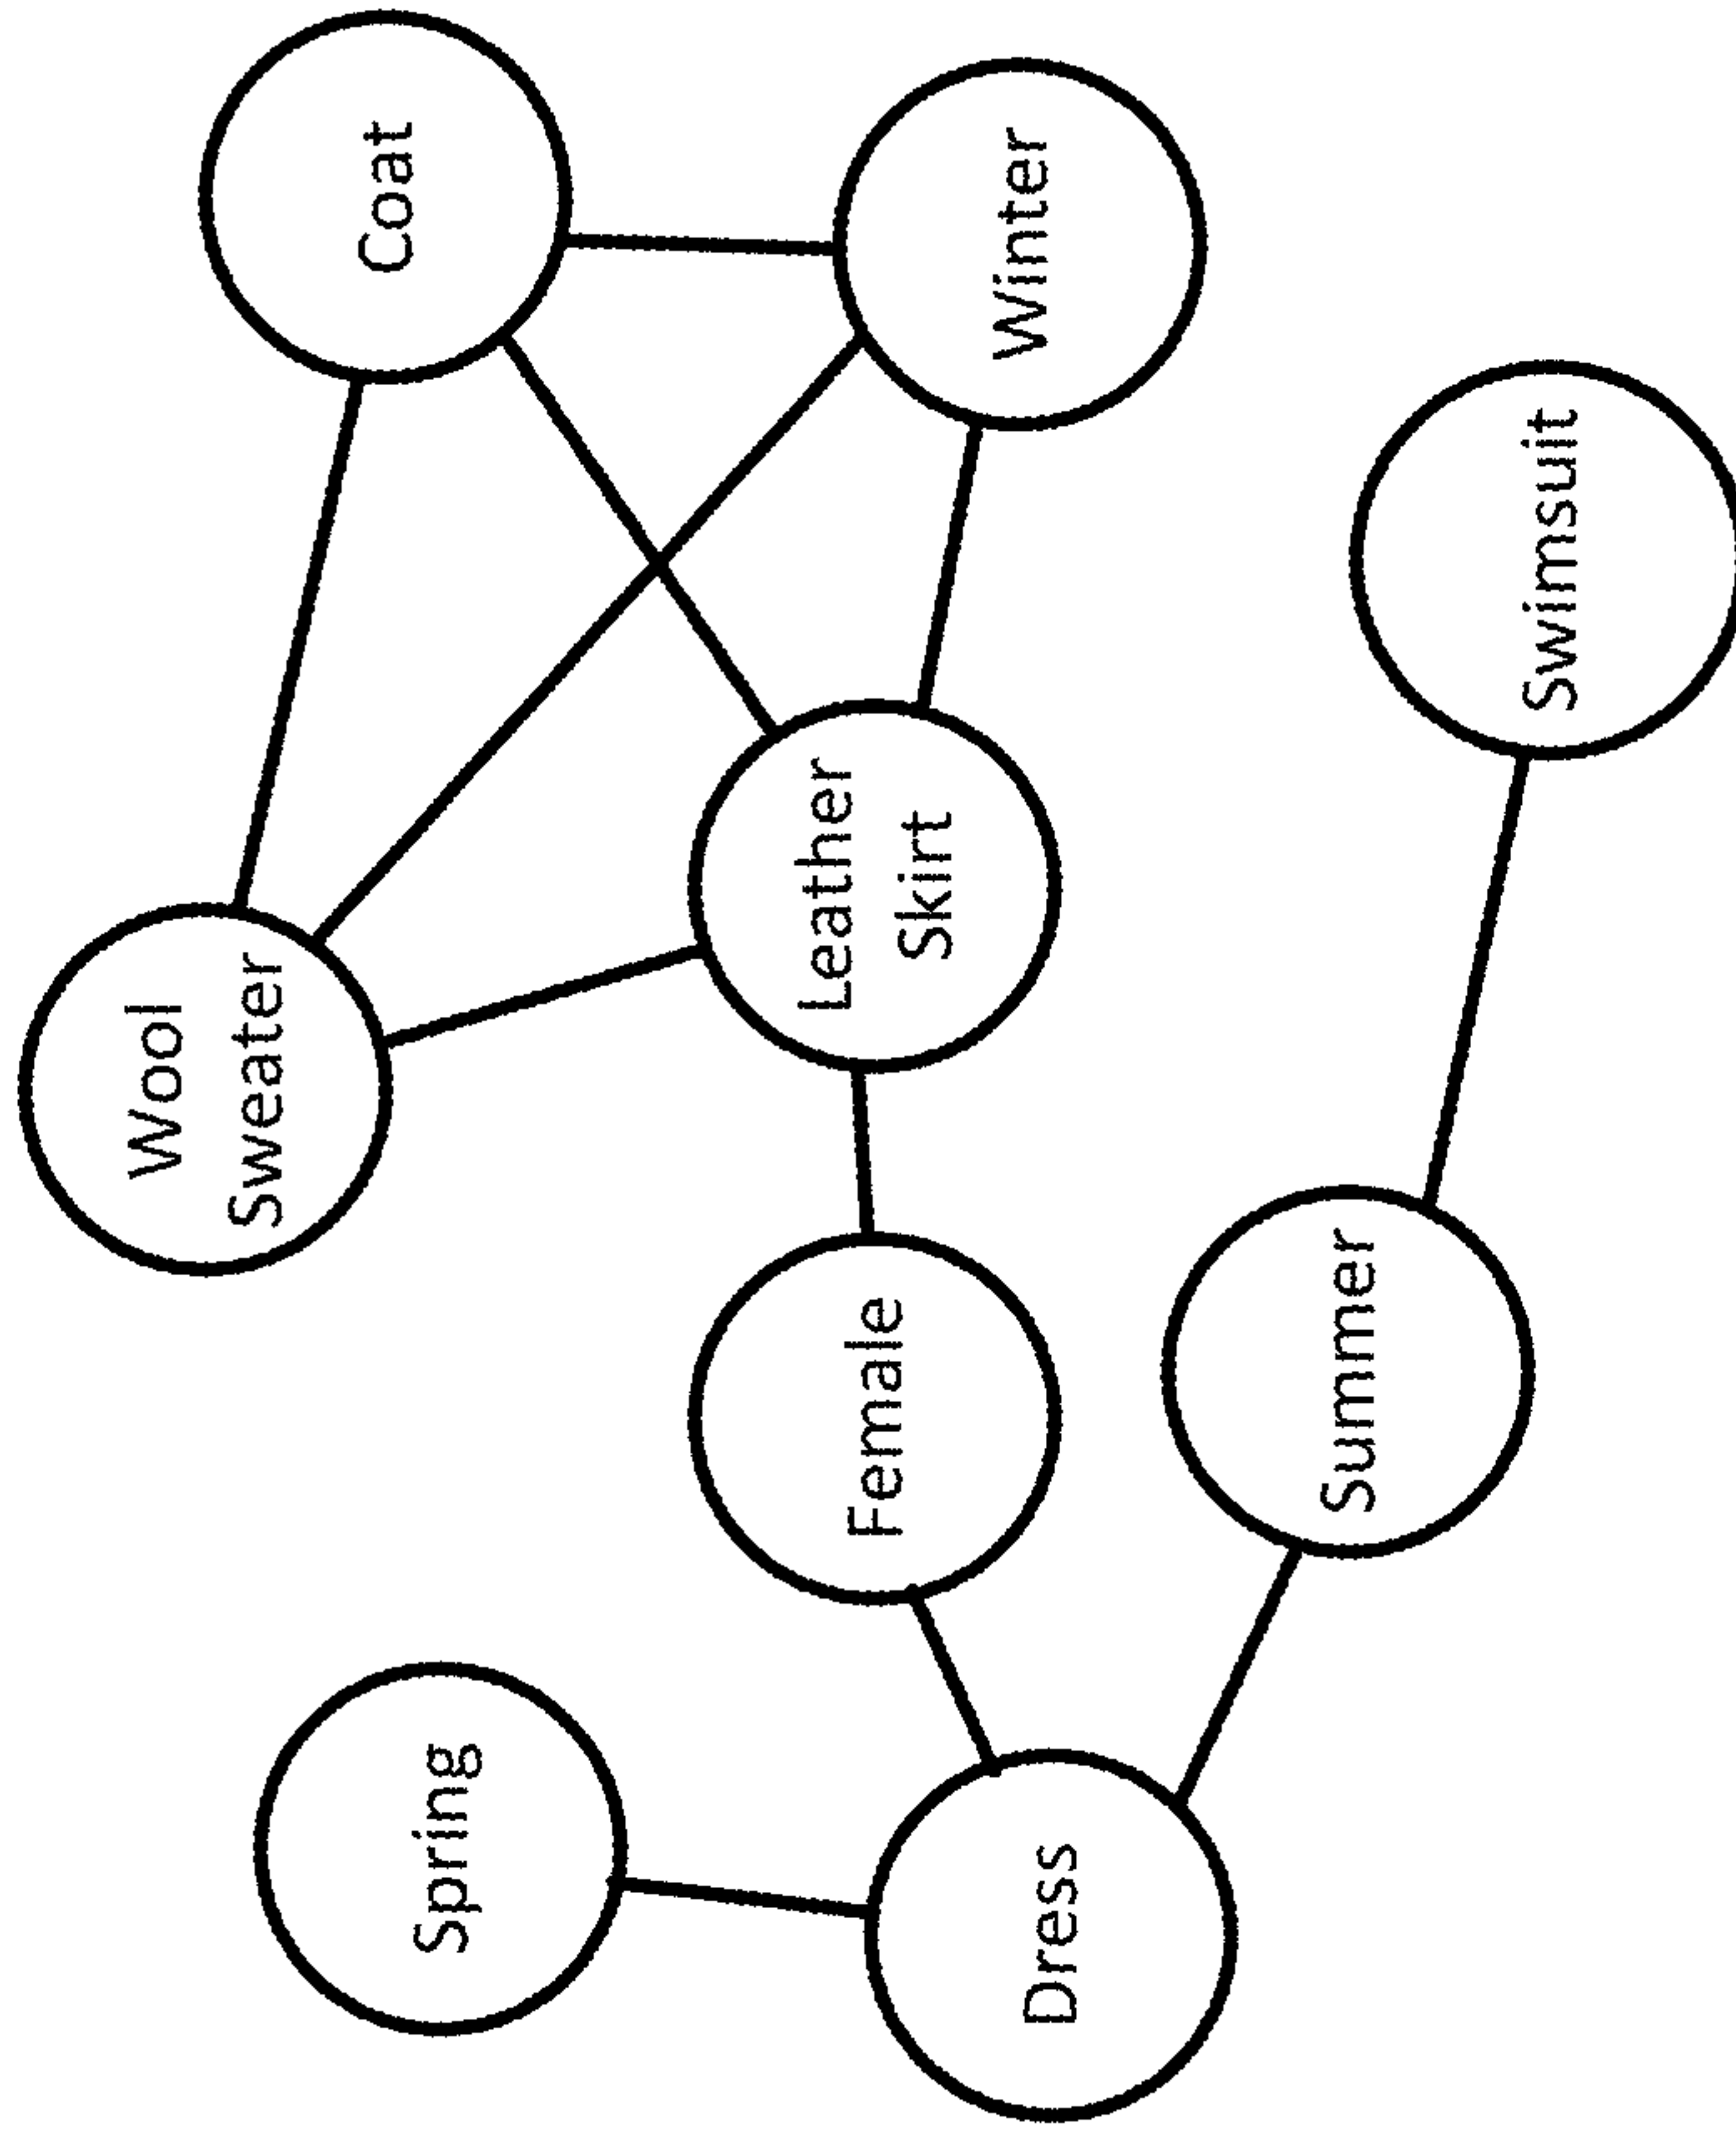 Wool
Sweater
Coat
Spring
Female
Leather
Skirt
Winter
Dress
Summer
Swimsuit